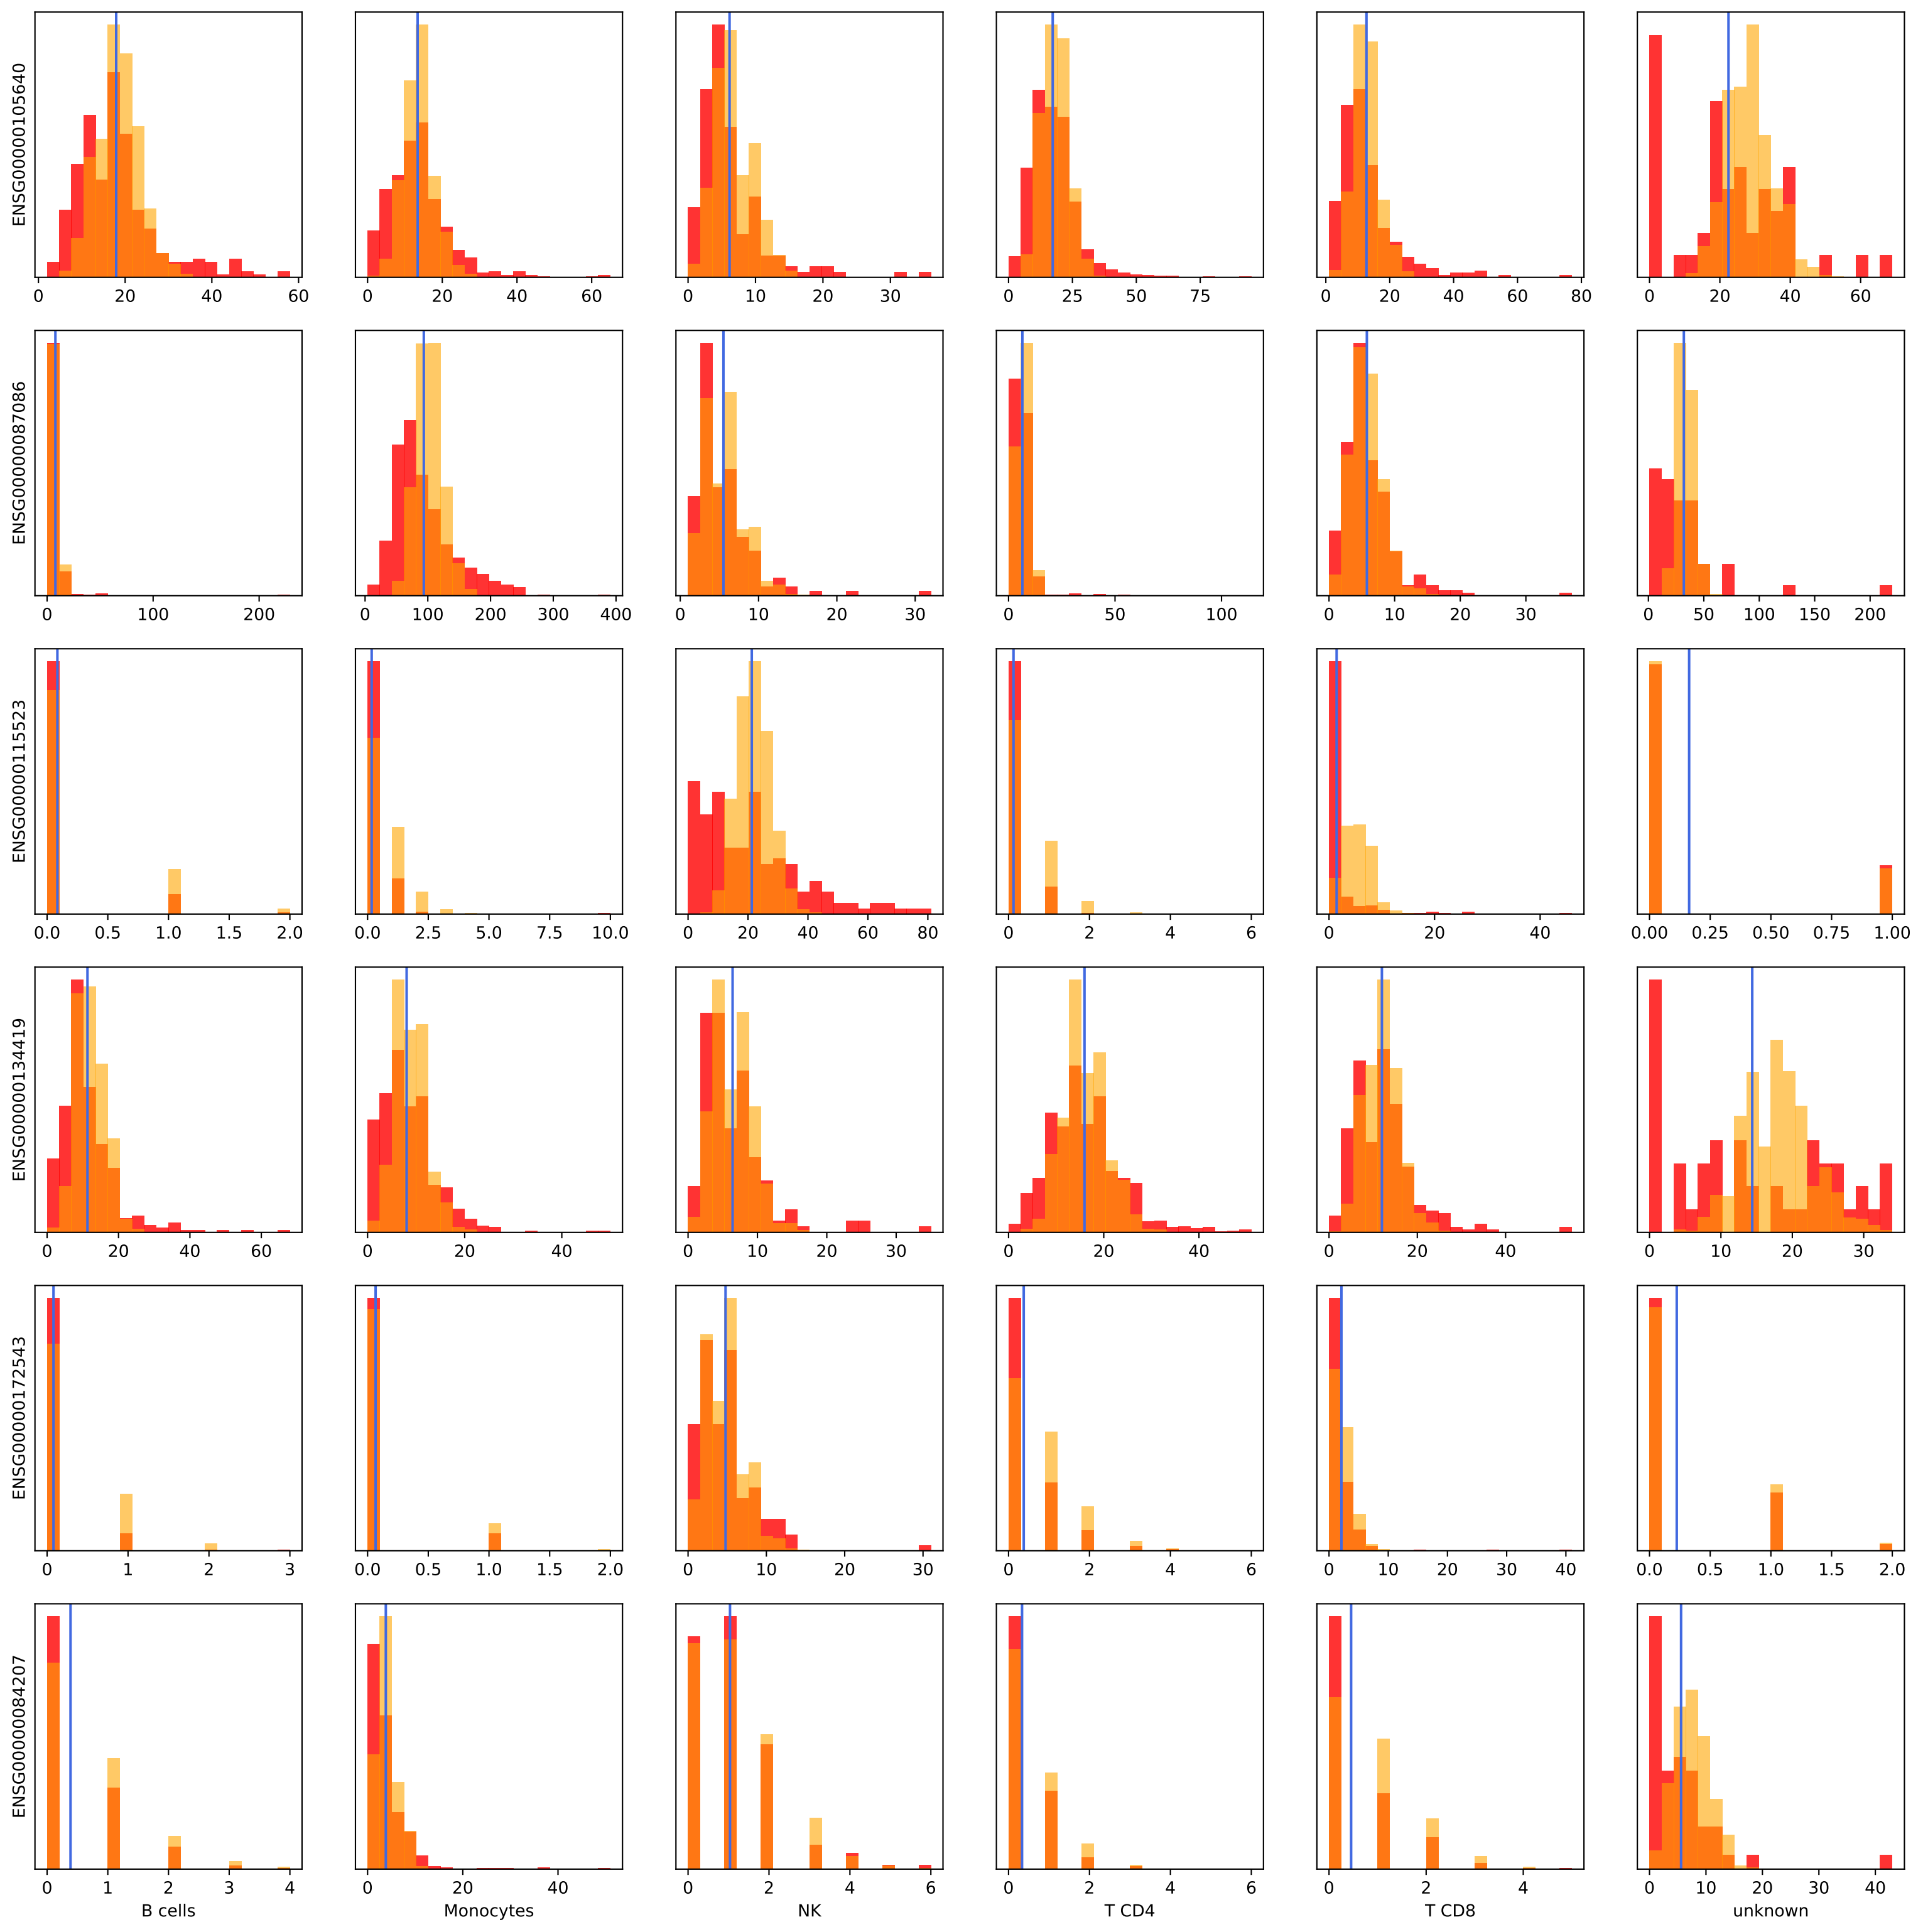 ENSG00000105640
0 20 40 60
0 20 40 60
0 10 20 30
0 25 50 75
0 20 40 60 80
0 20 40 60
ENSG00000087086
0 100 200
0 100 200 300 400
0 10 20 30
0 50 100
0 10 20 30
0 50 100 150 200
ENSG00000115523
0.0 0.5 1.0 1.5 2.0
0.0 2.5 5.0 7.5 10.0
0 20 40 60 80
0 2 4 6
0 20 40
0.00 0.25 0.50 0.75 1.00
ENSG00000134419
0 20 40 60
0 20 40
0 10 20 30
0 20 40
0 20 40
0 10 20 30
ENSG00000172543
0 1 2 3
0.0 0.5 1.0 1.5 2.0
0 10 20 30
0 2 4 6
0 10 20 30 40
0.0 0.5 1.0 1.5 2.0
ENSG00000084207
0 1 2 3 4
0 20 40
0 2 4 6
0 2 4 6
0 2 4
0 10 20 30 40
B cells
Monocytes
NK
T CD4
T CD8
unknown